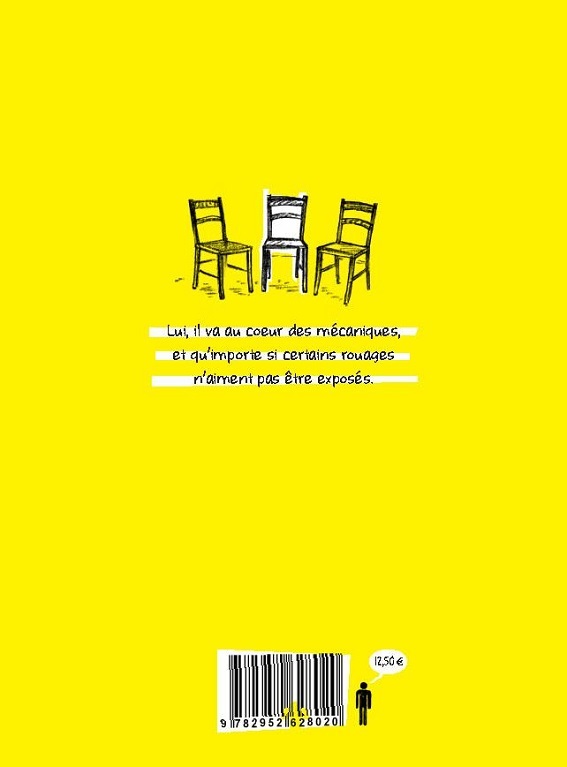 Lui, il va au coeur des mécaniques,
et qu'importe si certains rouages
n'aiment pas être exposés.
12,50 €
9 782952 628020